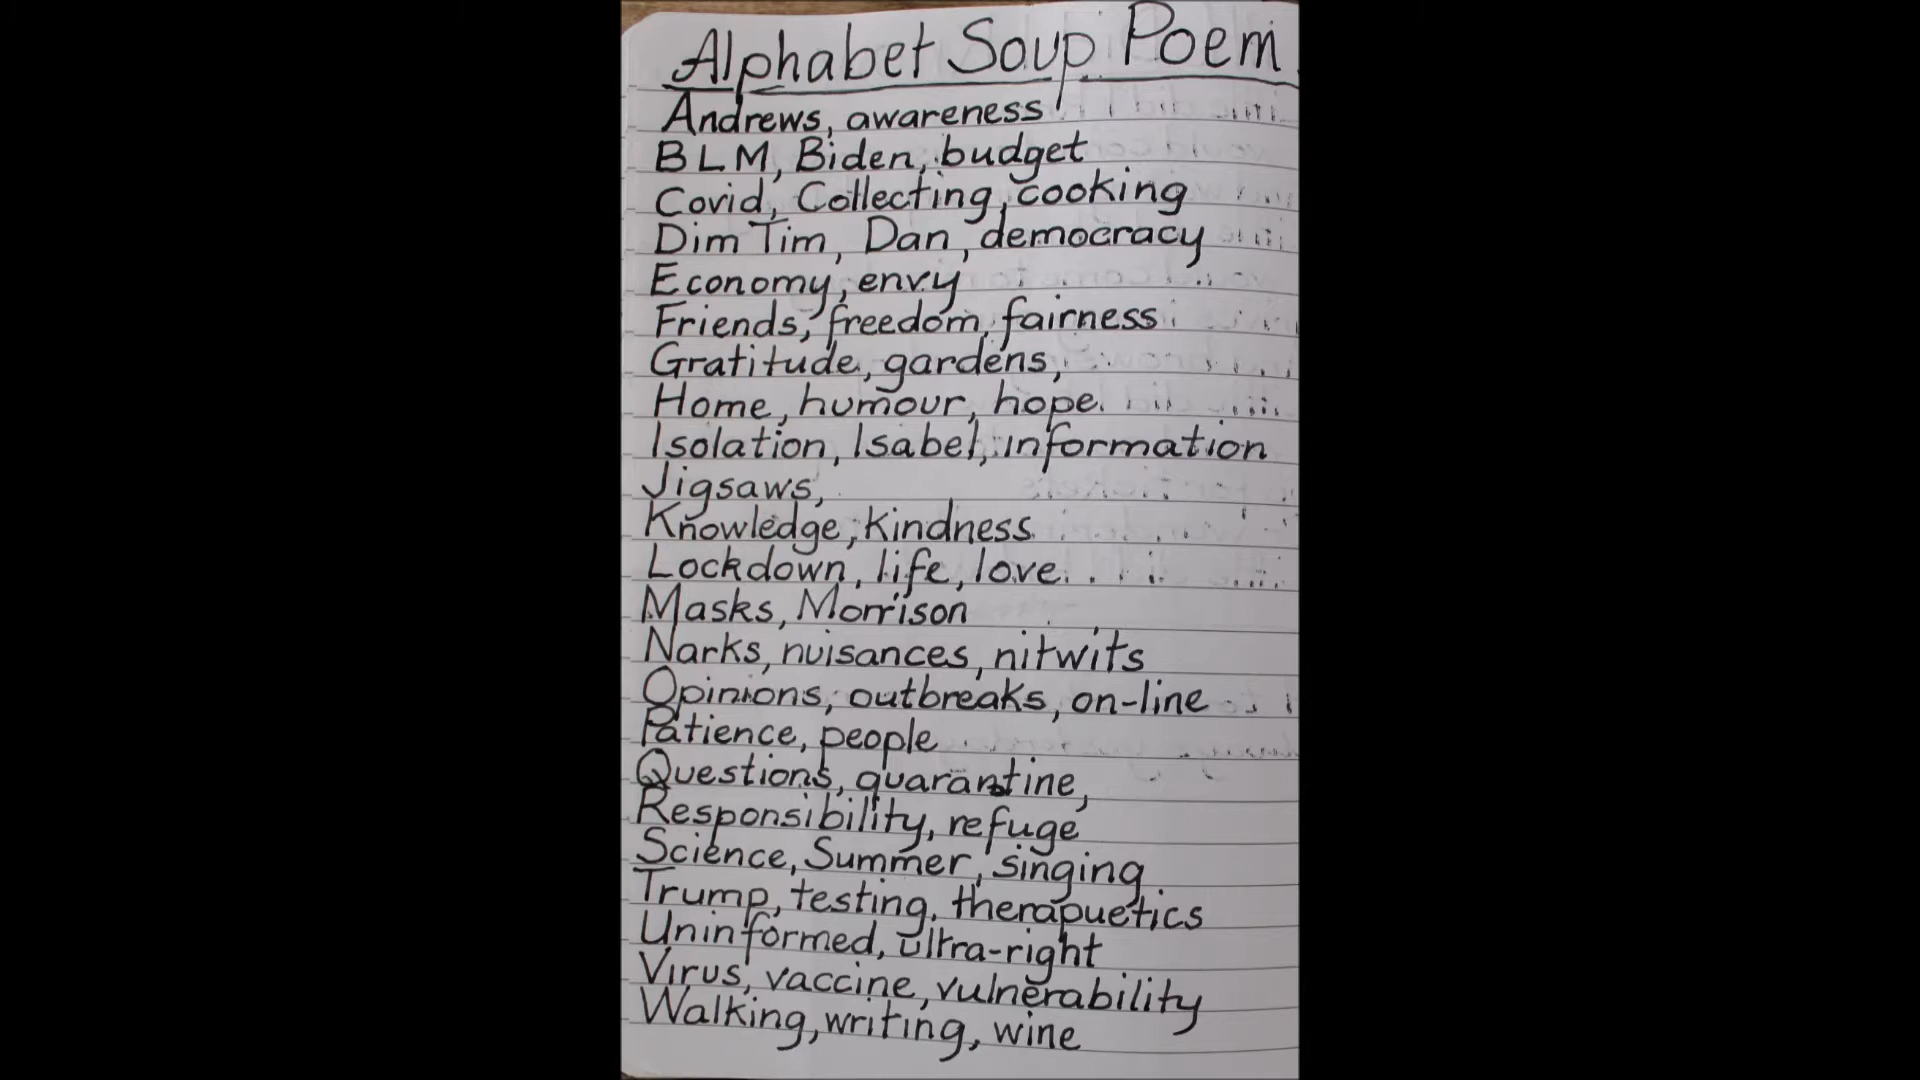 Alphabet Soup Poem
Andrews, awareness
BLM, Biden, budget
Covid, Collecting, cooking
Dim Tim, Dan, democracy
Economy, envy
Friends, freedom, fairness
Gratitude, gardens,
Home, humour, hope.
Isolation, Isabel, information
Jigsaws,
Knowledge, kindness
Lockdown, life, love
Masks, Morrison
Narks, nuisances, nitwits
Opinions, outbreaks, on-line
Patience, people
Questions, quarantine,
Responsibility, refuge
Science, Summer, singing
Trump, testing, therapuetics
Uninformed, ultra-right
Virus, vaccine, vulnerability
Walking, writing, wine